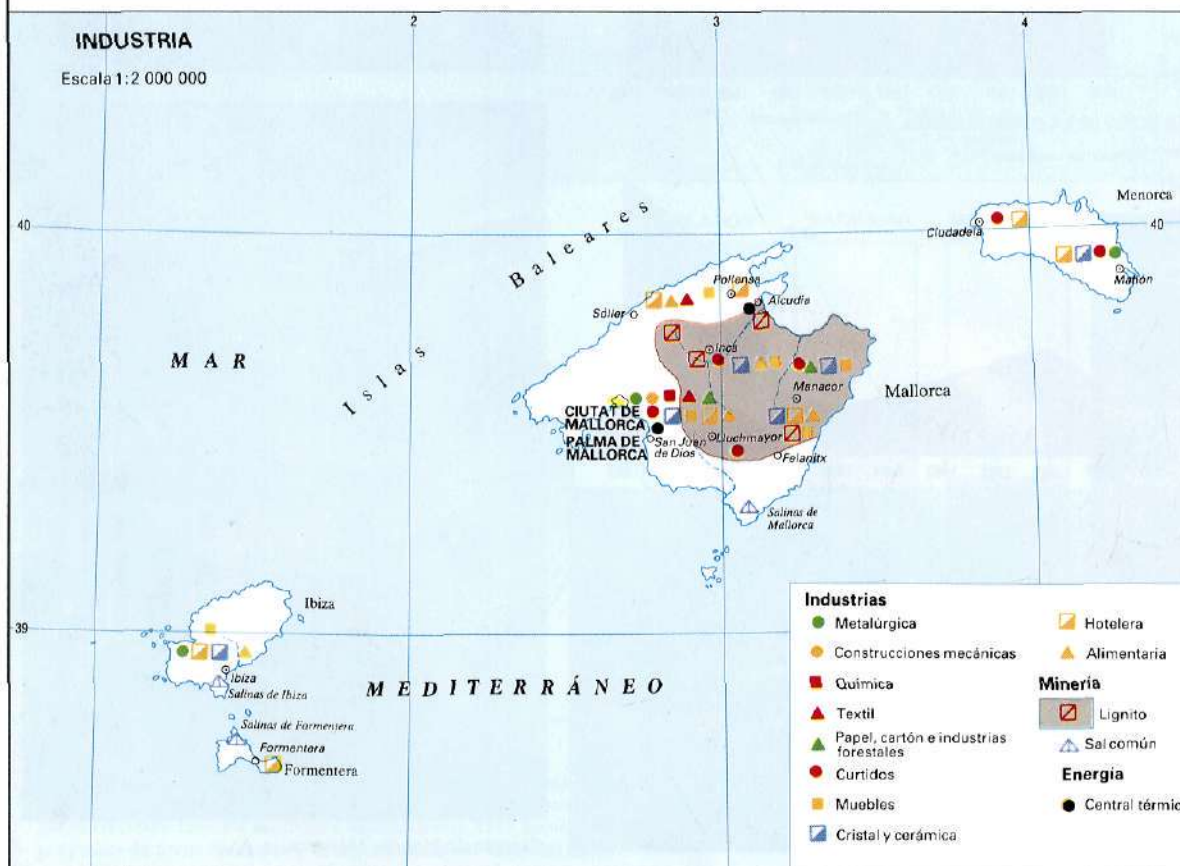 2
3
4
INDUSTRIA
Escala 1:2 000 000
40
Menorca
40
Ciudadela
Mahón
Islas Baleares
Pollensa
Alcudia
Sóller
MAR
Inca
Manacor
Mallorca
CIUTAT DE
MALLORCA
PALMA DE
MALLORCA
San Juan
de Dios
Lluchmayor
Felanitx
Salinas de
Mallorca
39
Ibiza
Ibiza
Salinas de Ibiza
MEDITERRÁNEO
Salinas de Formentera
Formentera
Formentera
Industrias
Metalúrgica
Construcciones mecánicas
Química
Textil
Papel, cartón e industrias
forestales
Curtidos
Muebles
Cristal y cerámica
Hotelera
Alimentaria
Minería
Lignito
Sal común
Energía
Central térmic